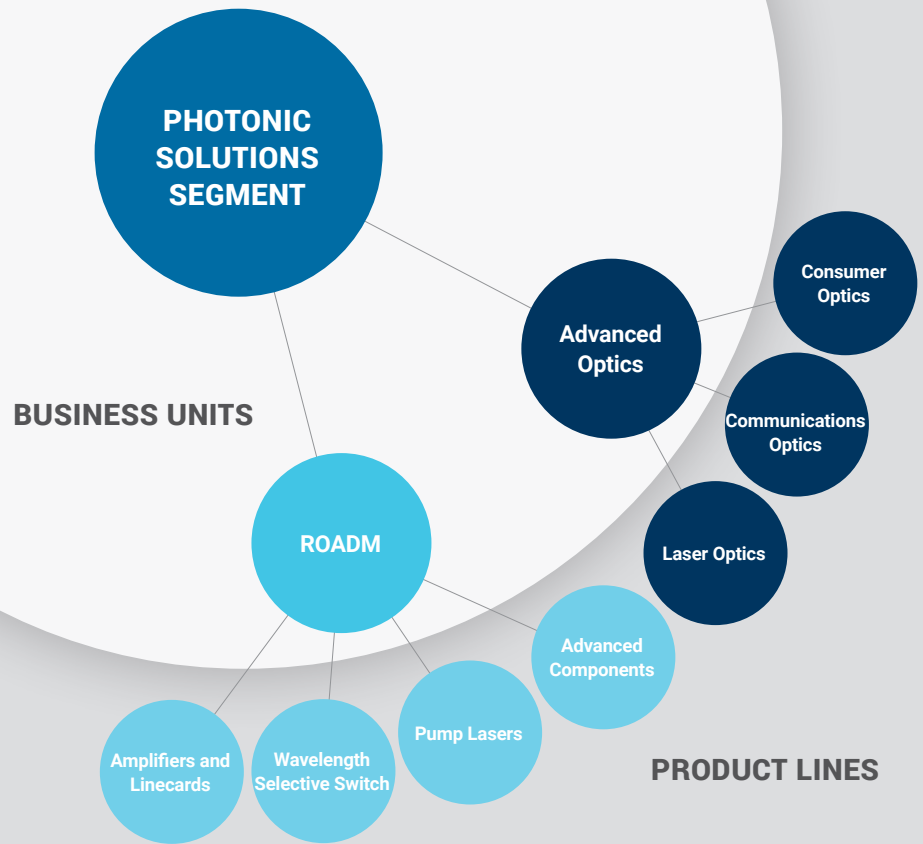 PHOTONIC
SOLUTIONS
SEGMENT
Consumer
Optics
Advanced
Optics
BUSINESS UNITS
Communications
Optics
ROADM
Laser Optics
Advanced
Components
Pump Lasers
Amplifiers and
Linecards
Wavelength
Selective Switch
PRODUCT LINES